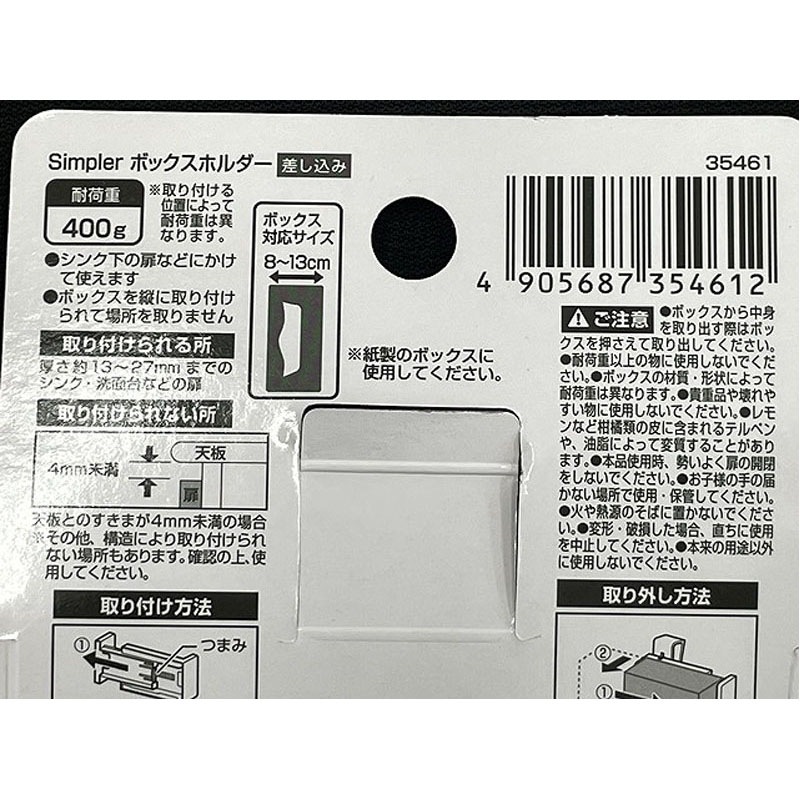 Simpler ボックスホルダー 差し込み
35461
耐荷重
400g
※取り付ける
位置によって
耐荷重は異
なります。
●シンク下の扉などにかけ
て使えます
●ボックスを縦に取り付け
られて場所を取りません
取り付けられる所
厚さ約13〜27mmまでの
シンク・洗面台などの扉
取り付けられない所
4mm未満
天板
扉
天板とのすきまが4mm未満の場合
※その他、構造により取り付けられ
ない場所もあります。確認の上、使
用してください。
取り付け方法
①
つまみ
ボックス
対応サイズ
8〜13cm
※紙製のボックスに
使用してください。
4 905687 354612
ご注意
●ボックスから中身
を取り出す際はボッ
クスを押さえて取り出してください。
●耐荷重以上の物に使用しないでくだ
さい。●ボックスの材質・形状によって
耐荷重は異なります。●貴重品や壊れや
すい物に使用しないでください。●レモ
ンなど柑橘類の皮に含まれるテルペン
や、油脂によって変質することがありま
す。●本品使用時、勢いよく扉の開閉
をしないでください。●お子様の手の届
かない場所で使用・保管してください。
●火や熱源のそばに置かないでくださ
い。●変形・破損した場合、直ちに使用
を中止してください。●本来の用途以外
に使用しないでください。
取り外し方法
②
①